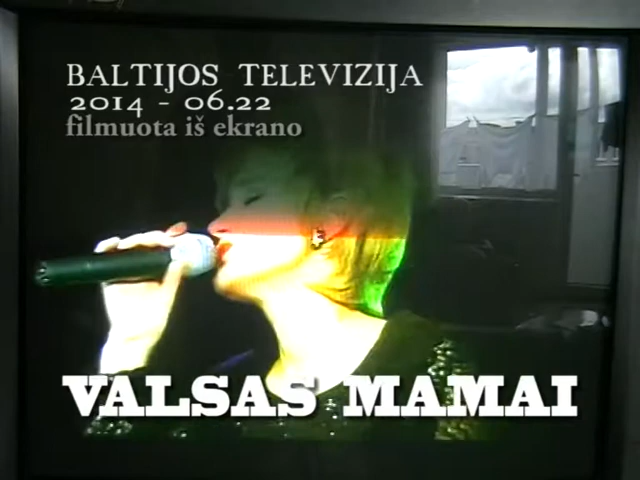 BALTIJOS TELEVIZIJA
2014 - 06.22
filmuota iš ekrano
VALSAS MAMAI